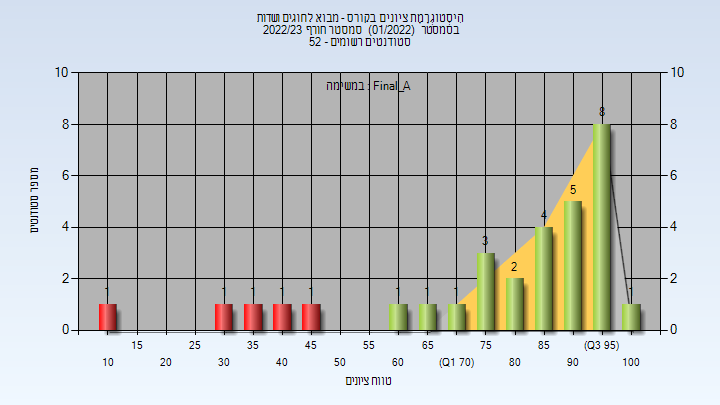 היסטוגרמת ציונים בקורס - מבוא לחוגים ושדות
בסמסטר (01/2022) סמסטר חורף 2022/23
סטודנטים רשומים - 52
במשימה : Final_A
מספר סטודנטים
10 10
8 8
6 6
4 4
2 2
0 0
1 1 1 1 1 1 1 1 3 2 4 5 8 1
15 25 35 45 55 65 75 85 (Q3 95)
10 20 30 40 50 60 (Q1 70) 80 90 100
טווח ציונים